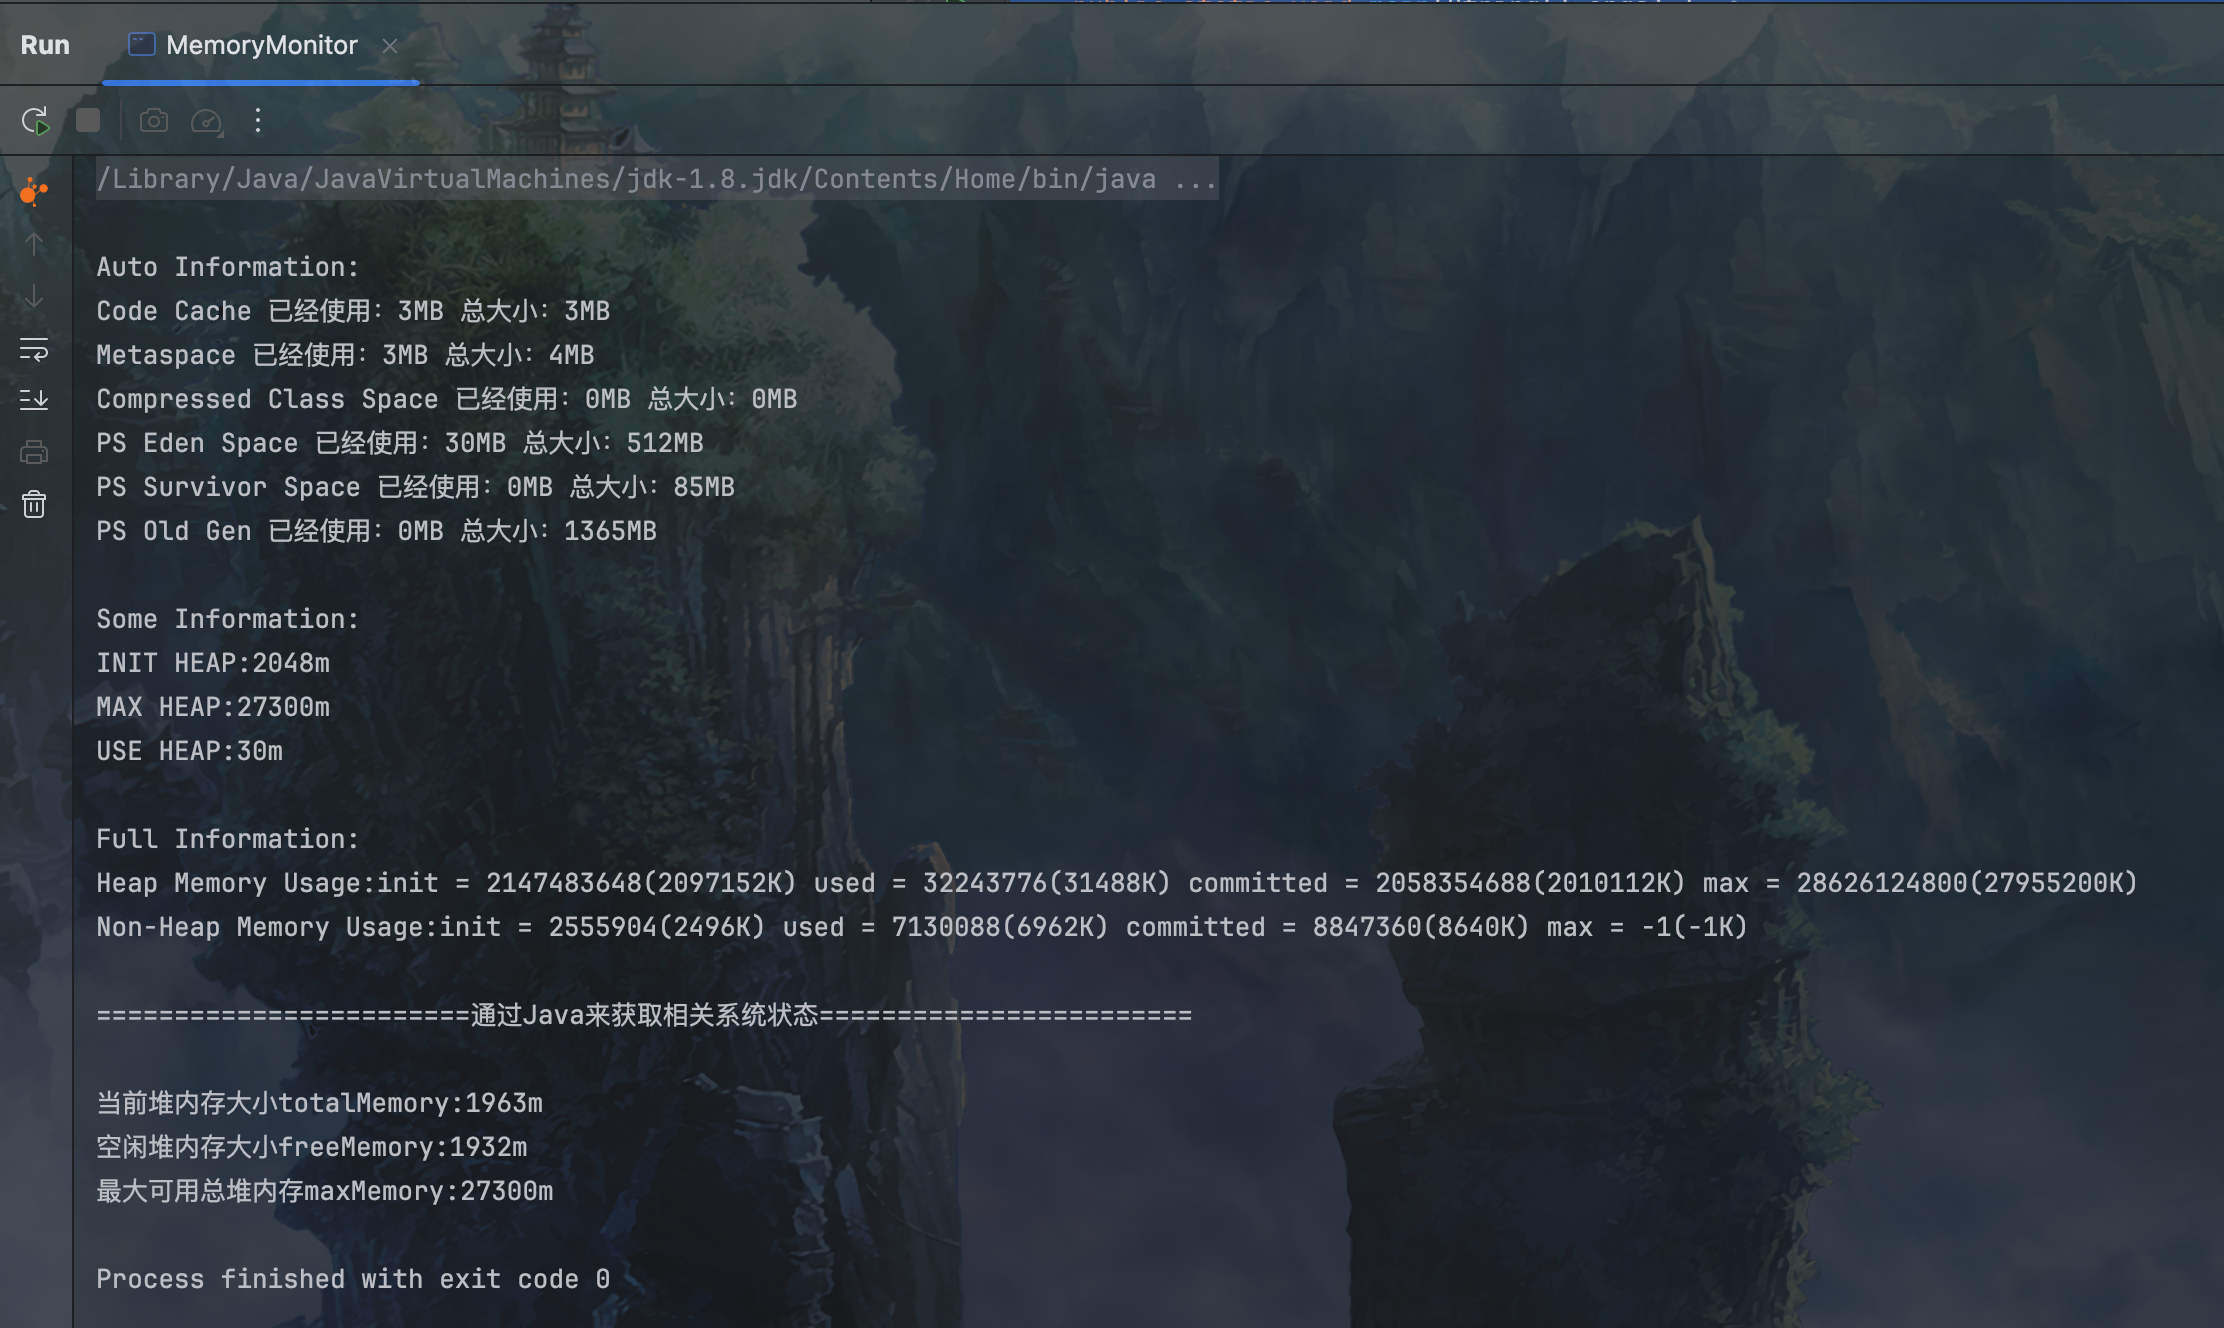 Run MemoryMonitor
/Library/Java/JavaVirtualMachines/jdk-1.8.jdk/Contents/Home/bin/java ...
Auto Information:
Code Cache 已经使用：3MB 总大小：3MB
Metaspace 已经使用：3MB 总大小：4MB
Compressed Class Space 已经使用：0MB 总大小：0MB
PS Eden Space 已经使用：30MB 总大小：512MB
PS Survivor Space 已经使用：0MB 总大小：85MB
PS Old Gen 已经使用：0MB 总大小：1365MB
Some Information:
INIT HEAP:2048m
MAX HEAP:27300m
USE HEAP:30m
Full Information:
Heap Memory Usage:init = 2147483648(2097152K) used = 32243776(31488K) committed = 2058354688(2010112K) max = 28626124800(27955200K)
Non-Heap Memory Usage:init = 2555904(2496K) used = 7130088(6962K) committed = 8847360(8640K) max = -1(-1K)
========================通过Java来获取相关系统状态========================
当前堆内存大小totalMemory:1963m
空闲堆内存大小freeMemory:1932m
最大可用总堆内存maxMemory:27300m
Process finished with exit code 0